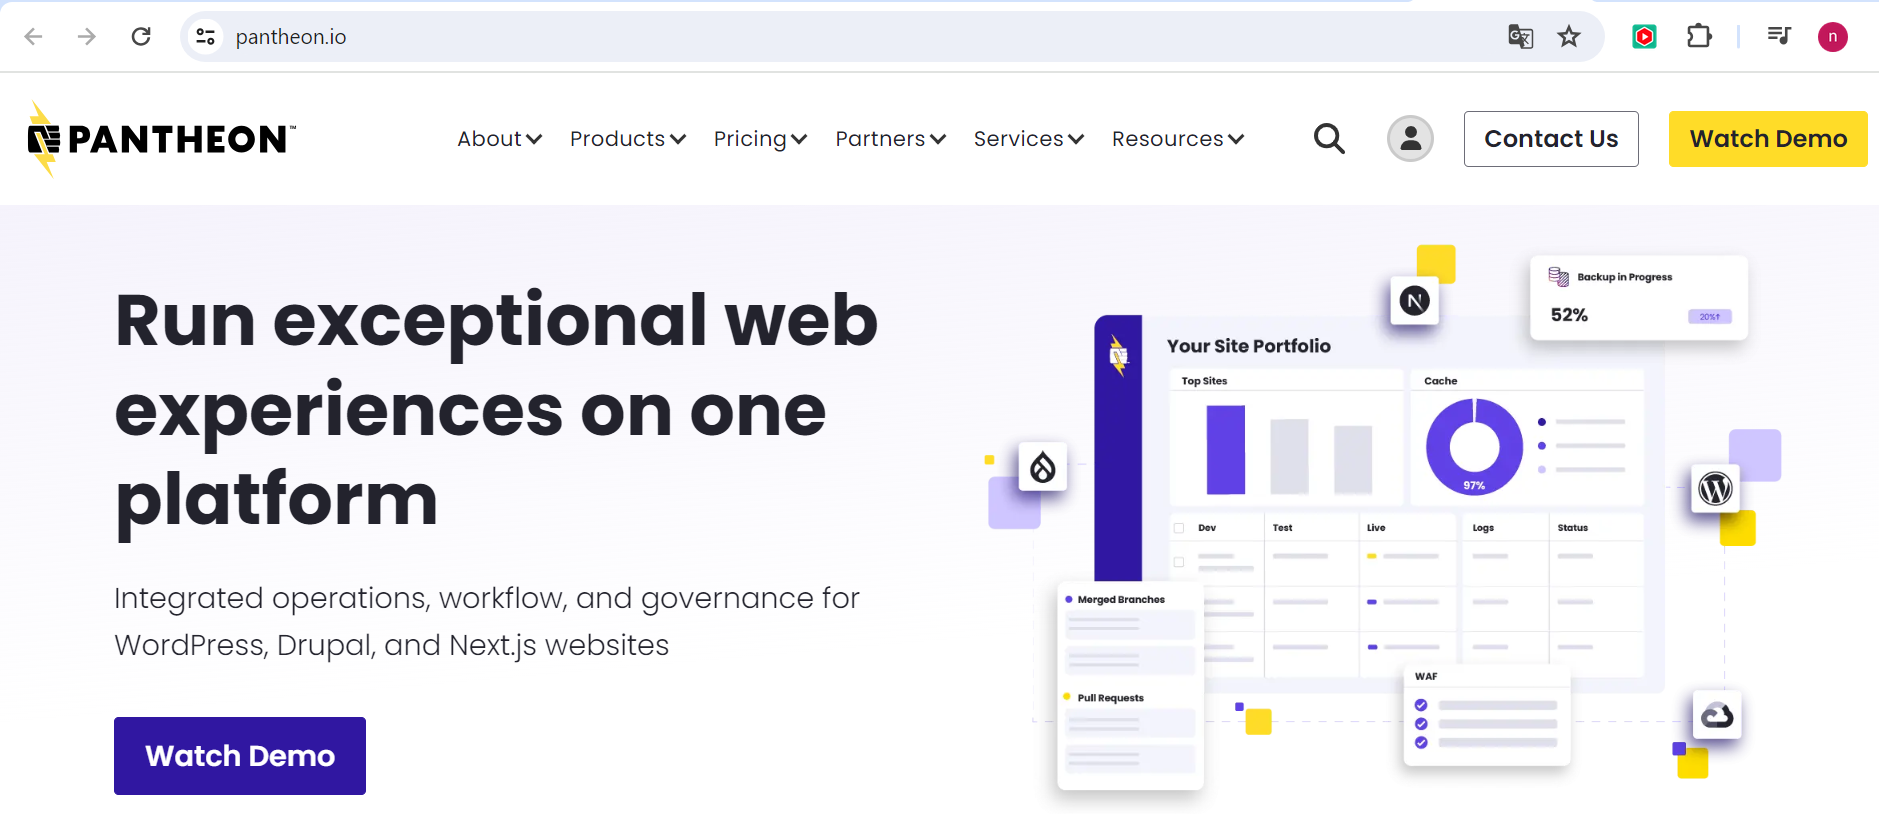 pantheon.io
n
PANTHEON™
About
Products
Pricing
Partners
Services
Resources
Contact Us
Watch Demo
Run exceptional web
experiences on one
platform
Integrated operations, workflow, and governance for
WordPress, Drupal, and Next.js websites
Watch Demo
N
Backup in Progress
52%
20%↑
Your Site Portfolio
Top Sites
Cache
97%
W
Dev
Test
Live
Logs
Status
Merged Branches
Pull Requests
WAF